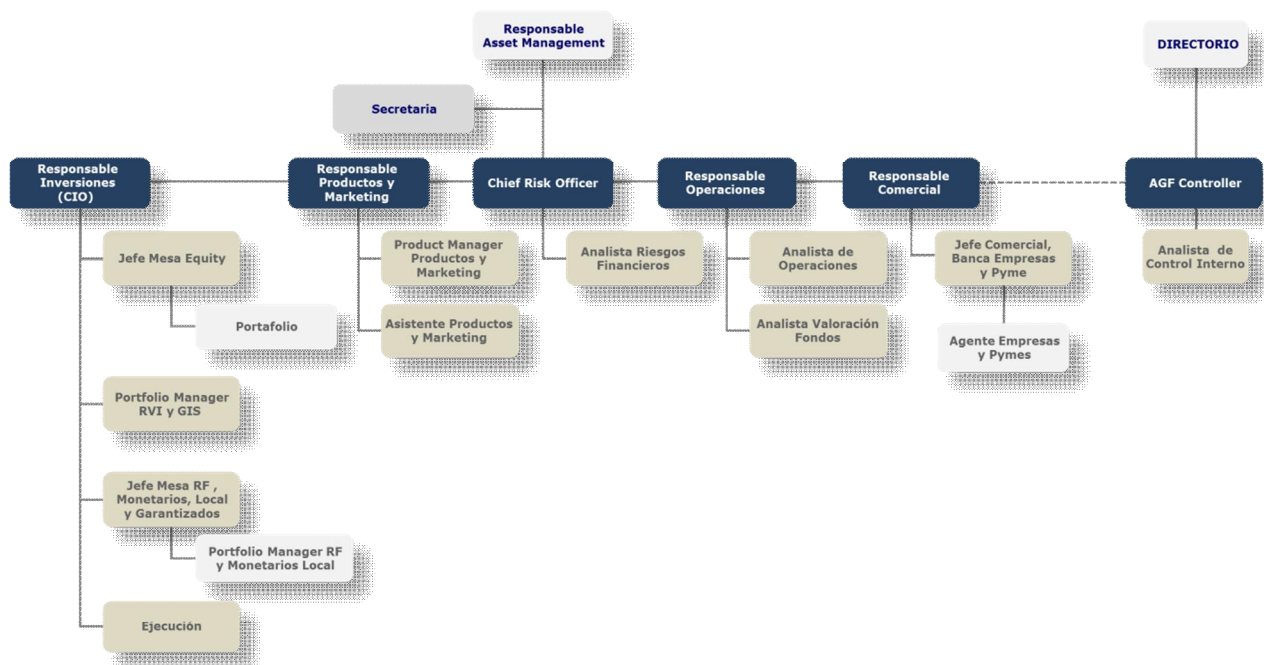 Responsable
Asset Management
DIRECTORIO
Secretaria
Responsable
Inversiones
(CIO)
Responsable
Productos y
Marketing
Chief Risk Officer
Responsable
Operaciones
Responsable
Comercial
AGF Controller
Jefe Mesa Equity
Product Manager
Productos y
Marketing
Analista Riesgos
Financieros
Analista de
Operaciones
Jefe Comercial,
Banca Empresas
y Pyme
Analista de
Control Interno
Portafolio
Asistente Productos
y Marketing
Analista Valoración
Fondos
Agente Empresas
y Pymes
Portfolio Manager
RVI y GIS
Jefe Mesa RF ,
Monetarios, Local
y Garantizados
Portfolio Manager RF
y Monetarios Local
Ejecución